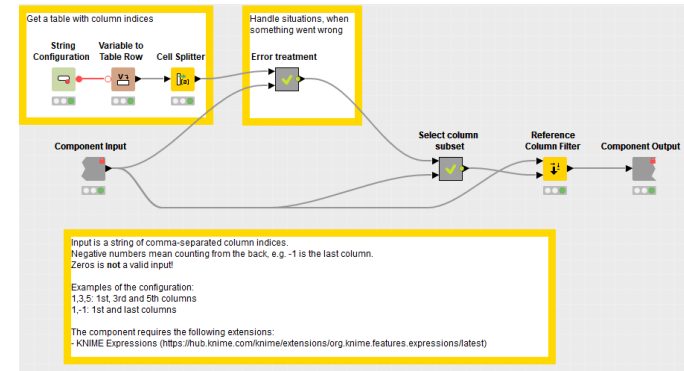 Get a table with column indices
Handle situations, when
something went wrong
String
Configuration
Variable to
Table Row
Cell Splitter
Error treatment
Component Input
Select column
subset
Reference
Column Filter
Component Output
Input is a string of comma-separated column indices.
Negative numbers mean counting from the back, e.g. -1 is the last column.
Zeros is not a valid input!
Examples of the configuration:
1,3,5: 1st, 3rd and 5th columns
1,-1: 1st and last columns
The component requires the following extensions:
- KNIME Expressions (https://hub.knime.com/knime/extensions/org.knime.features.expressions/latest)